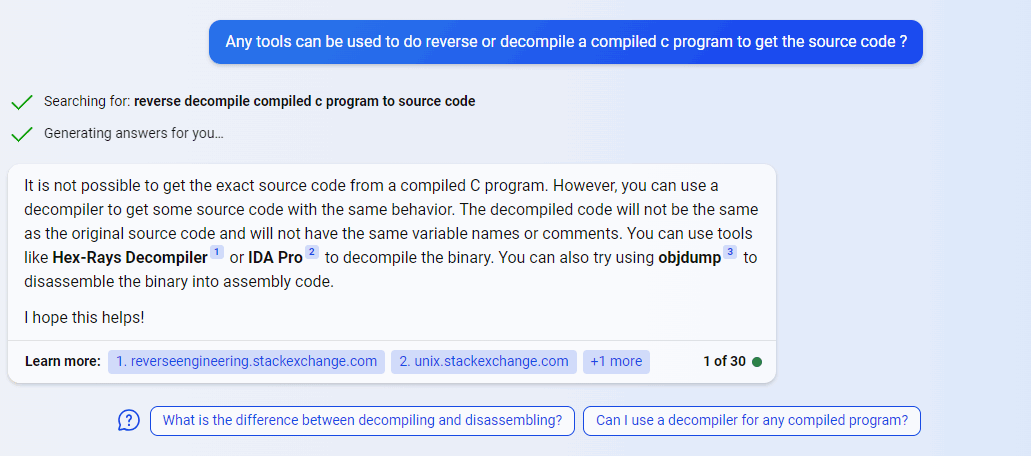 Any tools can be used to do reverse or decompile a compiled c program to get the source code ?
Searching for: reverse decompile compiled c program to source code
Generating answers for you…
It is not possible to get the exact source code from a compiled C program. However, you can use a
decompiler to get some source code with the same behavior. The decompiled code will not be the same
as the original source code and will not have the same variable names or comments. You can use tools
like Hex-Rays Decompiler 1 or IDA Pro 2 to decompile the binary. You can also try using objdump 3 to
disassemble the binary into assembly code.
I hope this helps!
Learn more: 1. reverseengineering.stackexchange.com 2. unix.stackexchange.com +1 more 1 of 30
What is the difference between decompiling and disassembling? Can I use a decompiler for any compiled program?